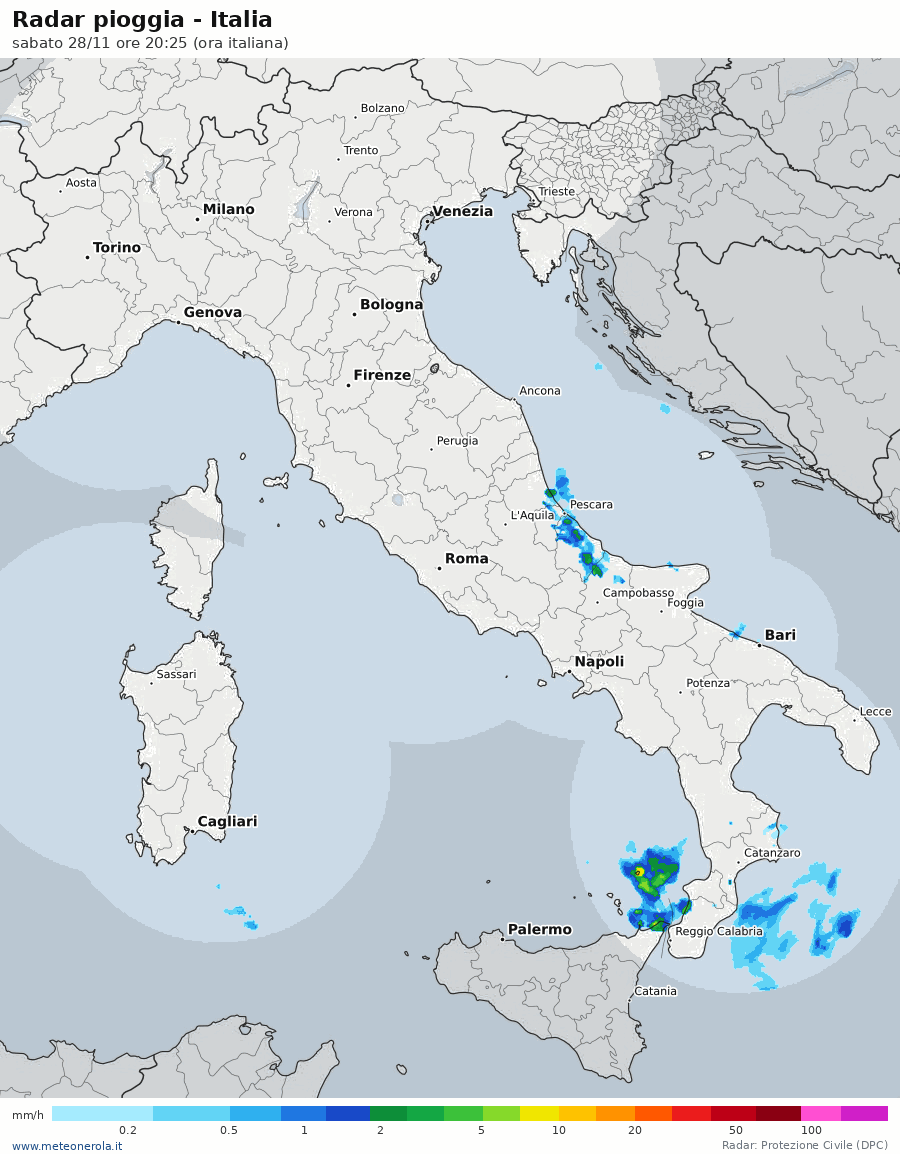 Radar pioggia - Italia
sabato 28/11 ore 20:25 (ora italiana)
Bolzano
Trento
Aosta
Trieste
Milano
Verona
Venezia
Torino
Bologna
Genova
Firenze
Ancona
Perugia
Pescara
L'Aquila
Roma
Campobasso
Foggia
Bari
Napoli
Sassari
Potenza
Lecce
Cagliari
Catanzaro
Palermo
Reggio Calabria
Catania
mm/h
0.2 0.5 1 2 5 10 20 50 100
www.meteonerola.it
Radar: Protezione Civile (DPC)